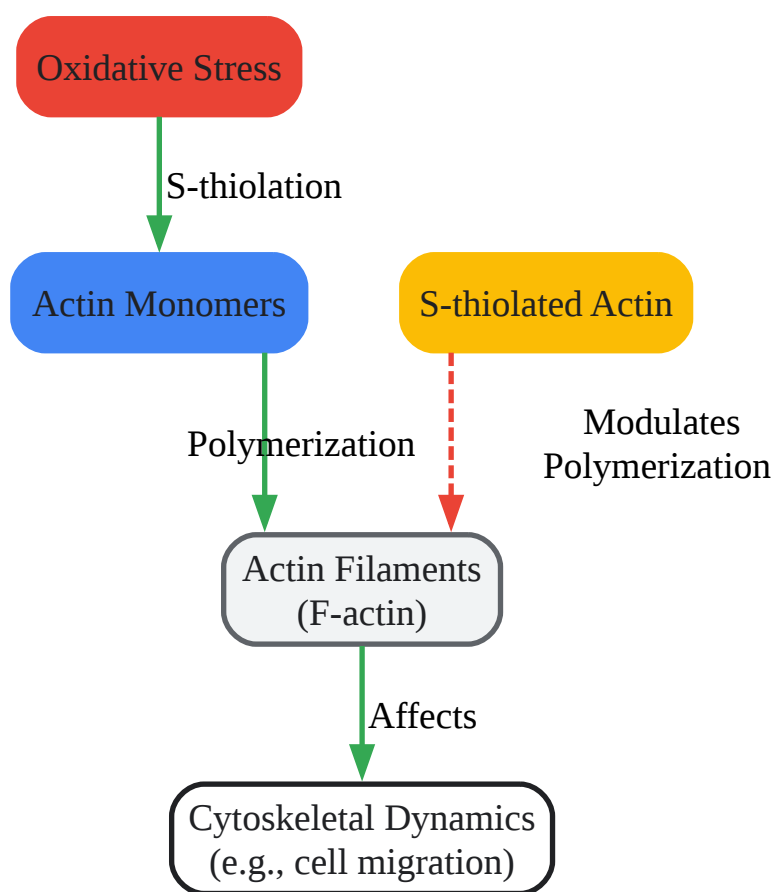 Oxidative Stress
S-thiolation
Actin Monomers
S-thiolated Actin
Polymerization
Modulates
Polymerization
Actin Filaments
(F-actin)
Affects
Cytoskeletal Dynamics
(e.g., cell migration)